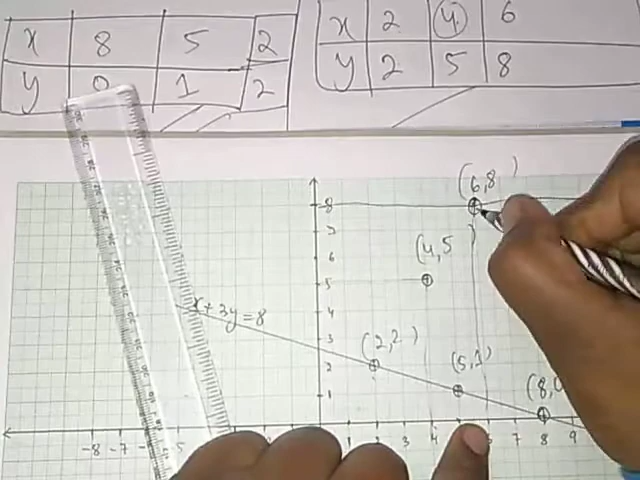 x 8 5 2
y 0 1 2
x 2 4 6
y 2 5 8
(6,8)
8
7
(4,5
6
5
4
x+3y=8
3
(2,2)
2
(5,1)
(8,0
1
-8 -7 5 1 2 3 4 7 8 9